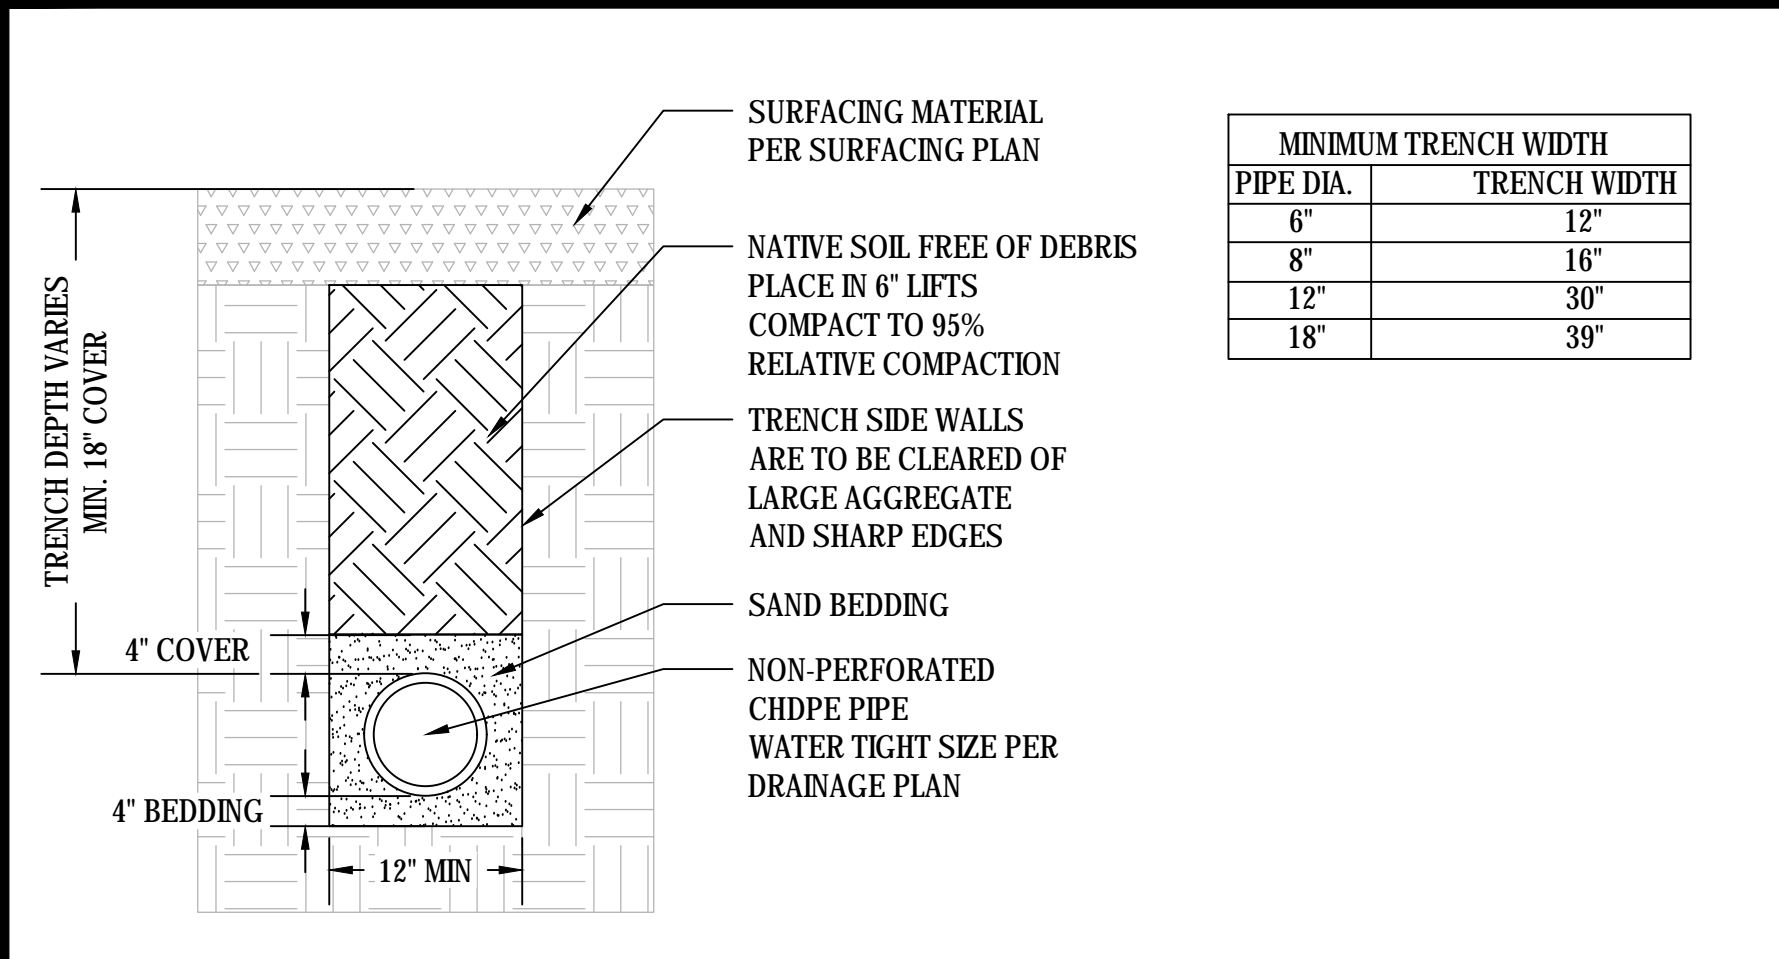 SURFACING MATERIAL
PER SURFACING PLAN
NATIVE SOIL FREE OF DEBRIS
PLACE IN 6" LIFTS
COMPACT TO 95%
RELATIVE COMPACTION
TRENCH SIDE WALLS
ARE TO BE CLEARED OF
LARGE AGGREGATE
AND SHARP EDGES
SAND BEDDING
NON-PERFORATED
CHDPE PIPE
WATER TIGHT SIZE PER
DRAINAGE PLAN
TRENCH DEPTH VARIES
MIN. 18" COVER
4" COVER
4" BEDDING
12" MIN
MINIMUM TRENCH WIDTH
PIPE DIA. TRENCH WIDTH
6" 12"
8" 16"
12" 30"
18" 39"